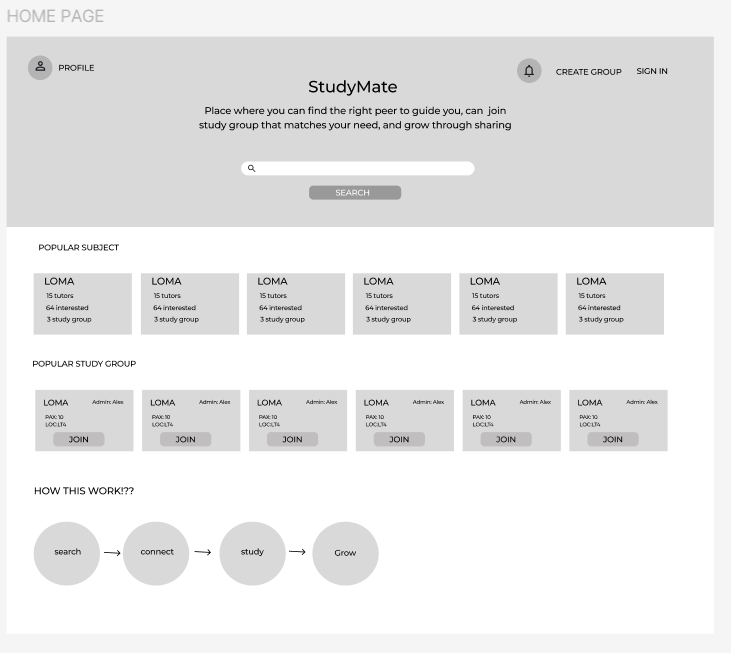 HOME PAGE
PROFILE
CREATE GROUP
SIGN IN
StudyMate
Place where you can find the right peer to guide you, can join
study group that matches your need, and grow through sharing
SEARCH
POPULAR SUBJECT
LOMA
15 tutors
64 interested
3 study group
LOMA
15 tutors
64 interested
3 study group
LOMA
15 tutors
64 interested
3 study group
LOMA
15 tutors
64 interested
3 study group
LOMA
15 tutors
64 interested
3 study group
LOMA
15 tutors
64 interested
3 study group
POPULAR STUDY GROUP
LOMA Admin: Alex
PAX: 10
LOC:LT4
JOIN
LOMA Admin: Alex
PAX: 10
LOC:LT4
JOIN
LOMA Admin: Alex
PAX: 10
LOC:LT4
JOIN
LOMA Admin: Alex
PAX: 10
LOC:LT4
JOIN
LOMA Admin: Alex
PAX: 10
LOC:LT4
JOIN
LOMA Admin: Alex
PAX: 10
LOC:LT4
JOIN
HOW THIS WORK!??
search
connect
study
Grow